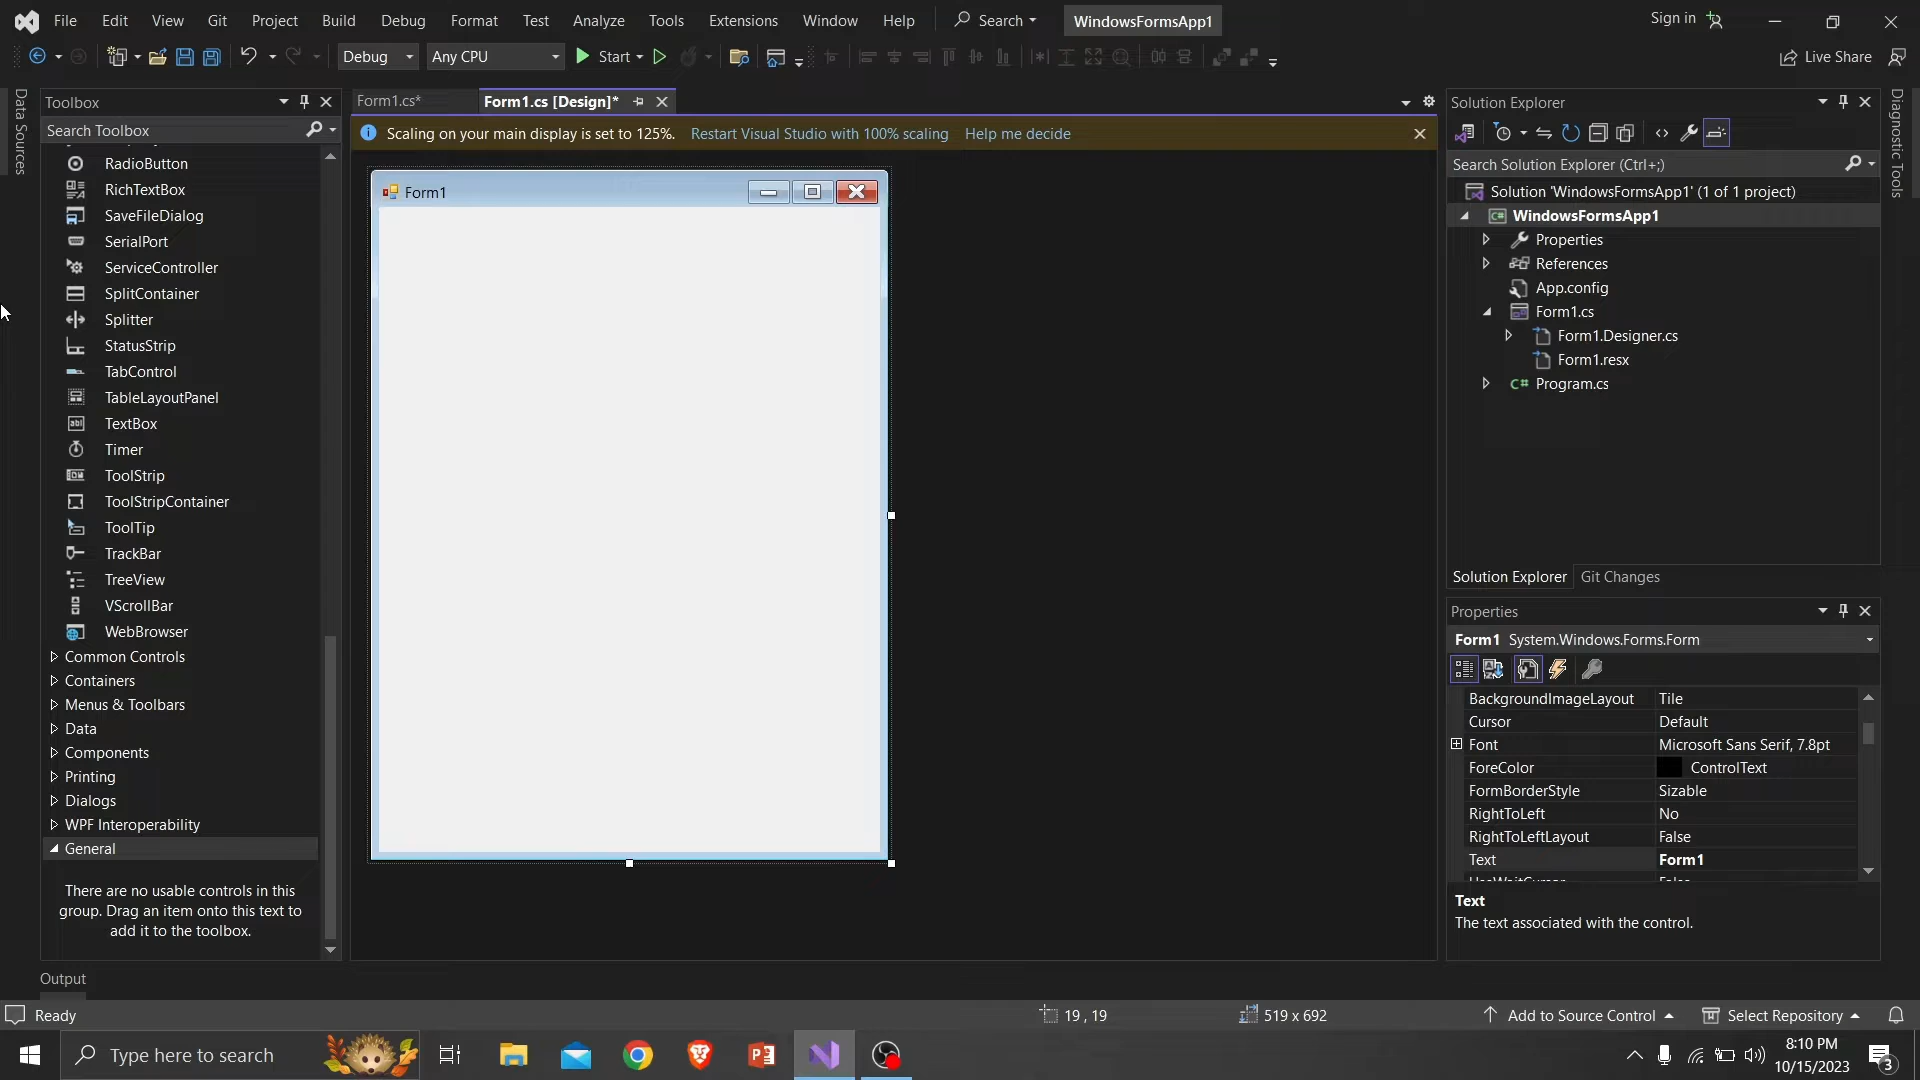 File Edit View Git Project Build Debug Format Test Analyze Tools Extensions Window Help Search WindowsFormsApp1 Sign in
Debug Any CPU Start Live Share
Data Sources
Toolbox
Search Toolbox
RadioButton
RichTextBox
SaveFileDialog
SerialPort
ServiceController
SplitContainer
Splitter
StatusStrip
TabControl
TableLayoutPanel
TextBox
Timer
ToolStrip
ToolStripContainer
ToolTip
TrackBar
TreeView
VScrollBar
WebBrowser
Common Controls
Containers
Menus & Toolbars
Data
Components
Printing
Dialogs
WPF Interoperability
General
There are no usable controls in this
group. Drag an item onto this text to
add it to the toolbox.
Form1.cs* Form1.cs [Design]*
Scaling on your main display is set to 125%. Restart Visual Studio with 100% scaling Help me decide
Form1
Solution Explorer
Search Solution Explorer (Ctrl+;)
Solution 'WindowsFormsApp1' (1 of 1 project)
C# WindowsFormsApp1
Properties
References
App.config
Form1.cs
Form1.Designer.cs
Form1.resx
C# Program.cs
Solution Explorer Git Changes
Properties
Form1 System.Windows.Forms.Form
BackgroundImageLayout Tile
Cursor Default
Font Microsoft Sans Serif, 7.8pt
ForeColor ControlText
FormBorderStyle Sizable
RightToLeft No
RightToLeftLayout False
Text Form1
Text
The text associated with the control.
Diagnostic Tools
Output
Ready 19 , 19 519 x 692 Add to Source Control Select Repository
Type here to search
8:10 PM
10/15/2023
3